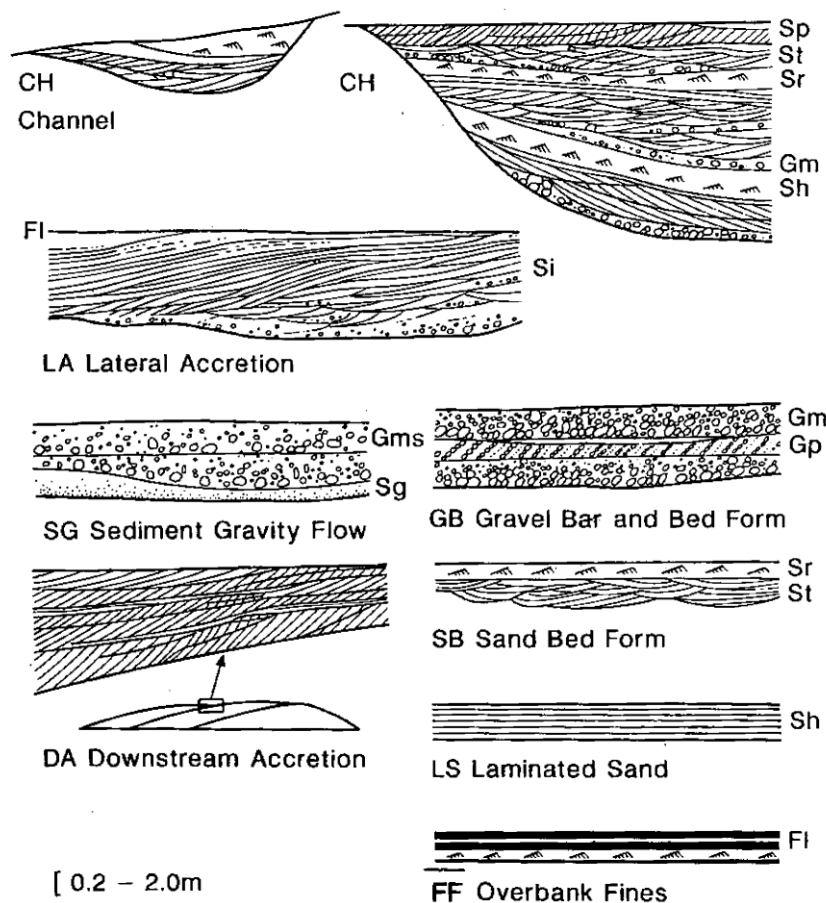 Sp
St
Sr
CH
CH
Channel
Gm
Sh
Fl
Si
LA Lateral Accretion
Gms
Sg
SG Sediment Gravity Flow
Gm
Gp
GB Gravel Bar and Bed Form
Sr
St
SB Sand Bed Form
DA Downstream Accretion
Sh
LS Laminated Sand
Fl
FF Overbank Fines
[ 0.2 – 2.0m